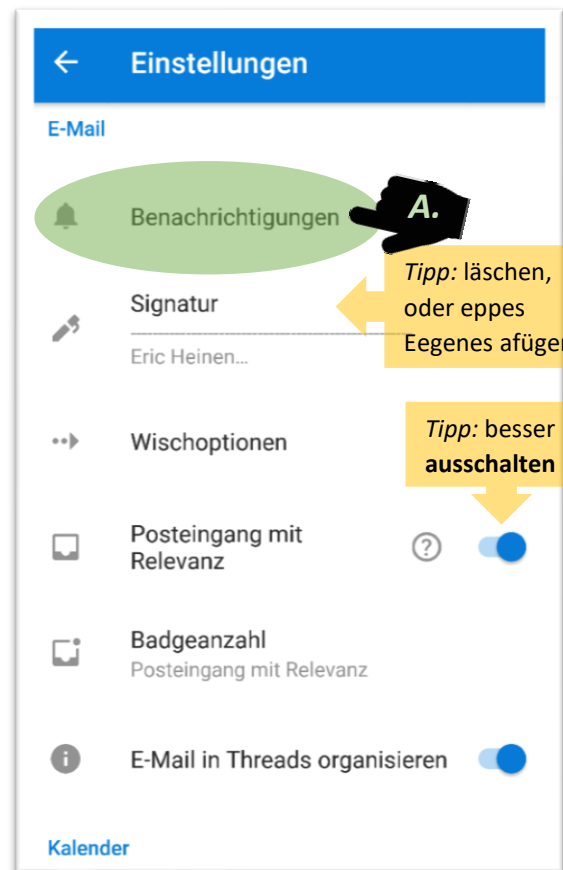 Einstellungen
E-Mail
Benachrichtigungen
A.
Signatur
Eric Heinen...
Tipp: läschen,
oder eppes
Eegenes afüge
Wischoptionen
Tipp: besser
ausschalten
Posteingang mit
Relevanz
?
Badgeanzahl
Posteingang mit Relevanz
E-Mail in Threads organisieren
Kalender